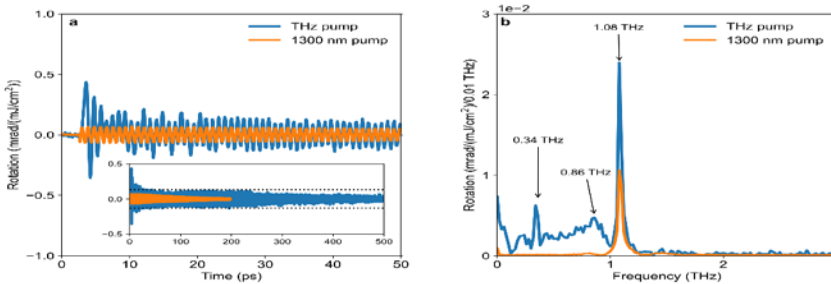 a
THz pump
1300 nm pump
Rotation (mrad/(mJ/cm²))
1.0
0.5
0.0
−0.5
−1.0
0.5
0.0
−0.5
0 100 200 300 400 500
0 10 20 30 40 50
Time (ps)
1e−2
b
1.08 THz
THz pump
1300 nm pump
0.34 THz
0.86 THz
Rotation (mrad/(mJ/cm²)/0.01 THz)
3
2
1
0
0 1 2
Frequency (THz)